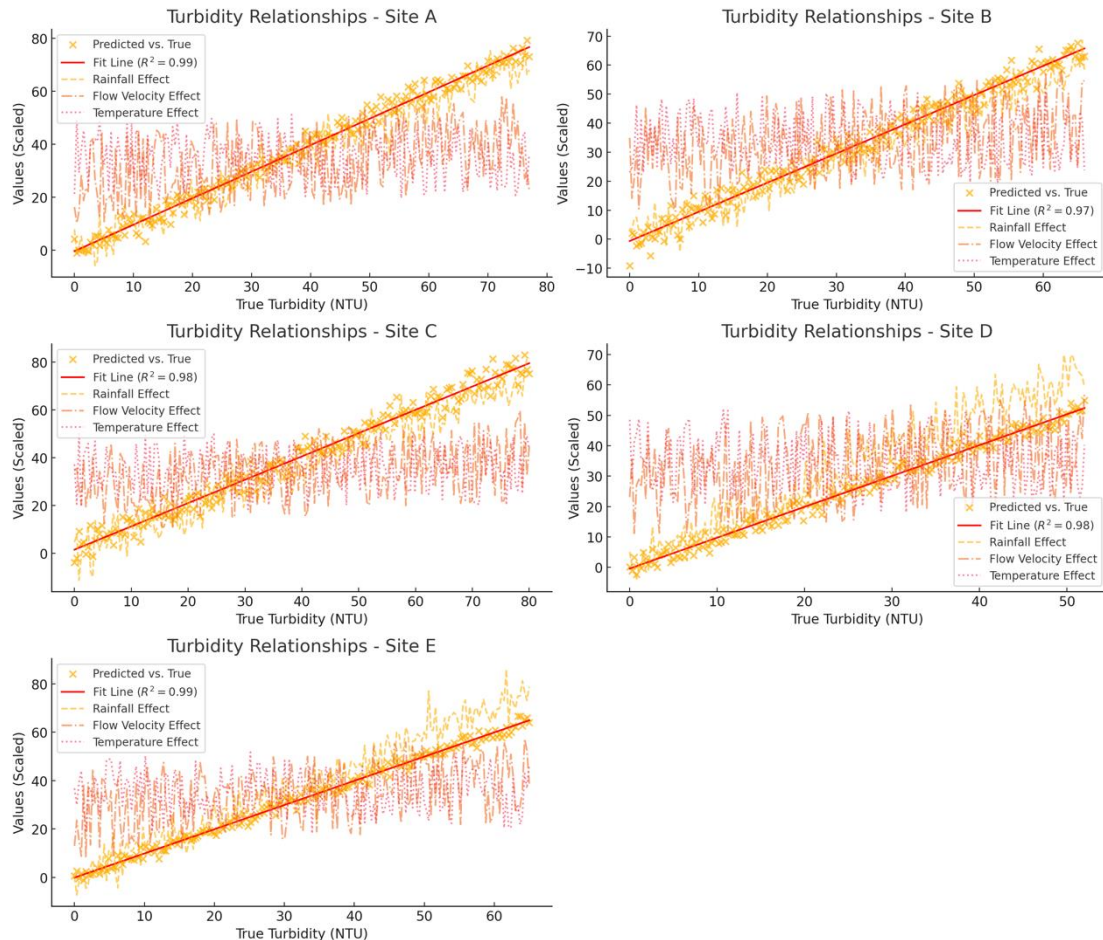 Turbidity Relationships - Site A
Values (Scaled)
80
60
40
20
0
Predicted vs. True
Fit Line (R² = 0.99)
Rainfall Effect
Flow Velocity Effect
Temperature Effect
0 10 20 30 40 50 60 70 80
True Turbidity (NTU)
Turbidity Relationships - Site B
Values (Scaled)
70
60
50
40
30
20
10
0
−10
Predicted vs. True
Fit Line (R² = 0.97)
Rainfall Effect
Flow Velocity Effect
Temperature Effect
0 10 20 30 40 50 60
True Turbidity (NTU)
Turbidity Relationships - Site C
Values (Scaled)
80
60
40
20
0
Predicted vs. True
Fit Line (R² = 0.98)
Rainfall Effect
Flow Velocity Effect
Temperature Effect
0 10 20 30 40 50 60 70 80
True Turbidity (NTU)
Turbidity Relationships - Site D
Values (Scaled)
70
60
50
40
30
20
10
0
Predicted vs. True
Fit Line (R² = 0.98)
Rainfall Effect
Flow Velocity Effect
Temperature Effect
0 10 20 30 40 50
True Turbidity (NTU)
Turbidity Relationships - Site E
Values (Scaled)
80
60
40
20
0
Predicted vs. True
Fit Line (R² = 0.99)
Rainfall Effect
Flow Velocity Effect
Temperature Effect
0 10 20 30 40 50 60
True Turbidity (NTU)